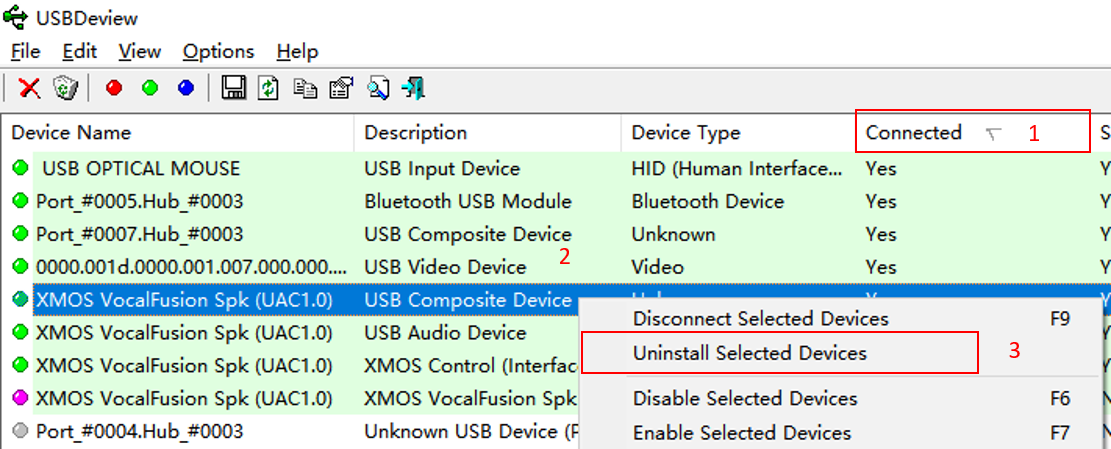 USBDeview
File Edit View Options Help
Device Name Description Device Type Connected 1 S
USB OPTICAL MOUSE USB Input Device HID (Human Interface... Yes Y
Port_#0005.Hub_#0003 Bluetooth USB Module Bluetooth Device Yes Y
Port_#0007.Hub_#0003 USB Composite Device Unknown Yes Y
2
0000.001d.0000.001.007.000.000.... USB Video Device Video Yes Y
XMOS VocalFusion Spk (UAC1.0) USB Composite Device
Disconnect Selected Devices F9
XMOS VocalFusion Spk (UAC1.0) USB Audio Device Y
Uninstall Selected Devices 3
XMOS VocalFusion Spk (UAC1.0) XMOS Control (Interfac Y
XMOS VocalFusion Spk (UAC1.0) XMOS VocalFusion Spk
Disable Selected Devices F6
Port_#0004.Hub_#0003 Unknown USB Device (
Enable Selected Devices F7